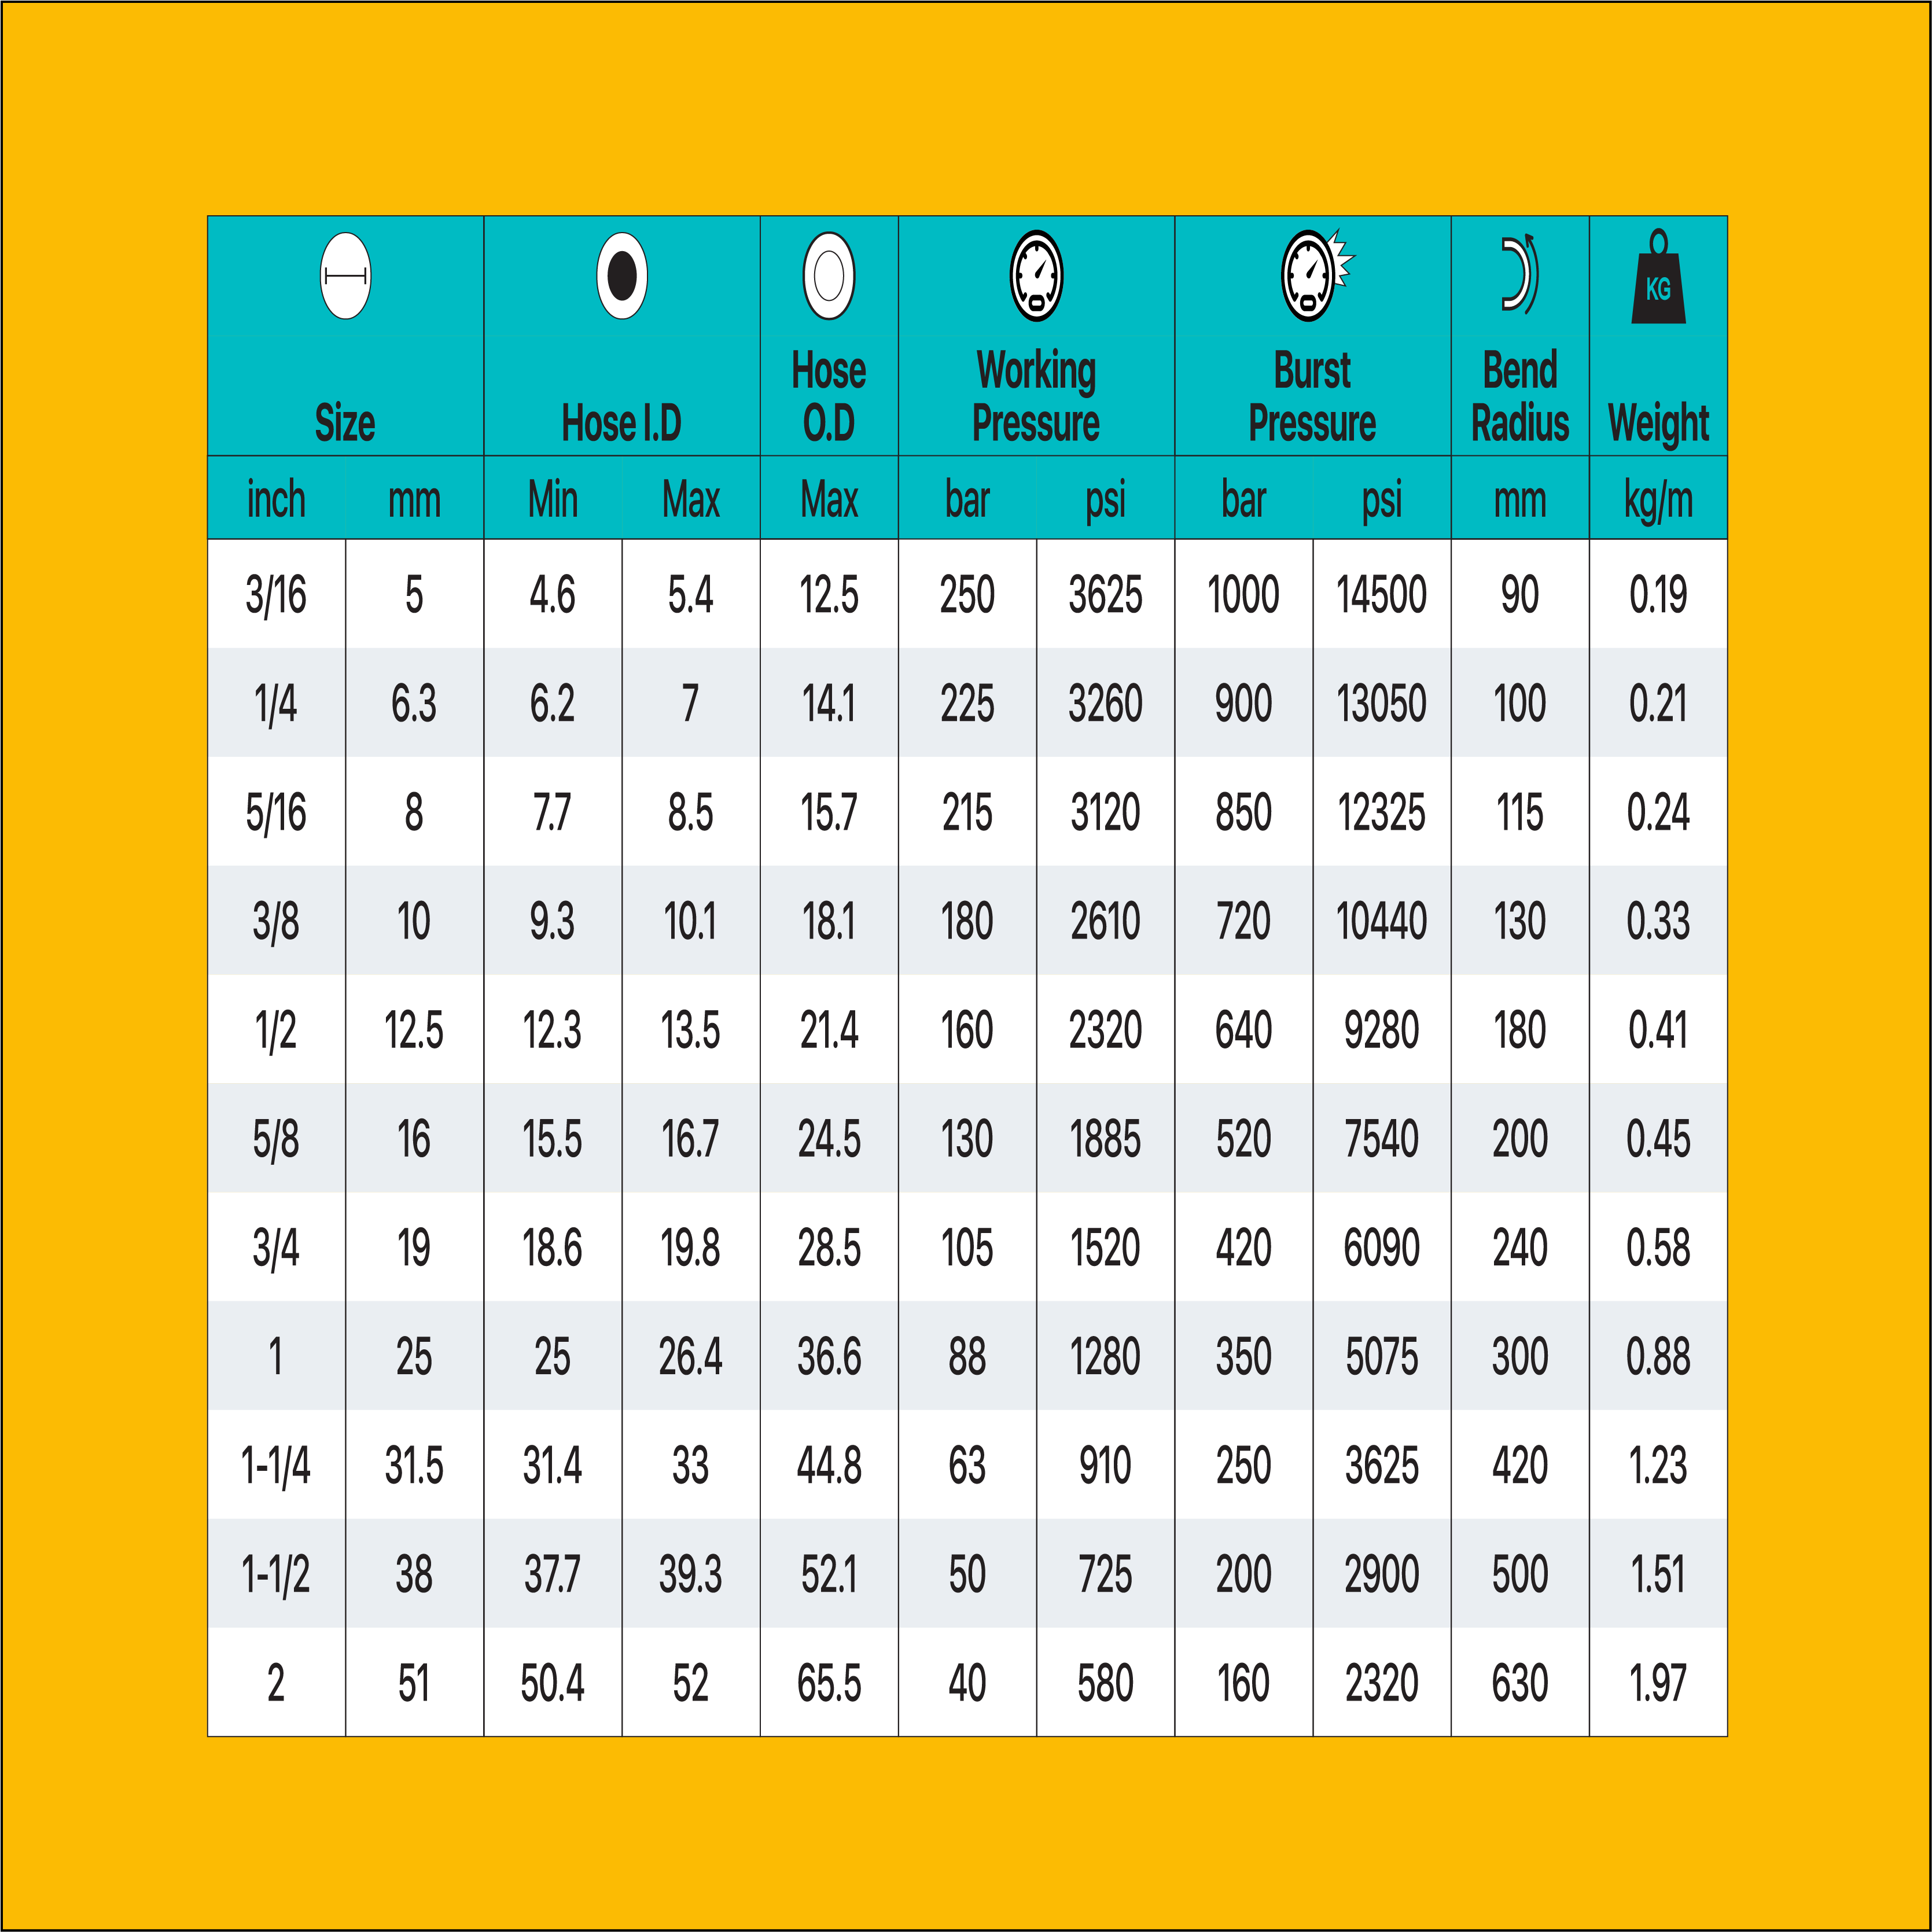 KG
Size Hose I.D Hose O.D Working Pressure Burst Pressure Bend Radius Weight
inch mm Min Max Max bar psi bar psi mm kg/m
3/16 5 4.6 5.4 12.5 250 3625 1000 14500 90 0.19
1/4 6.3 6.2 7 14.1 225 3260 900 13050 100 0.21
5/16 8 7.7 8.5 15.7 215 3120 850 12325 115 0.24
3/8 10 9.3 10.1 18.1 180 2610 720 10440 130 0.33
1/2 12.5 12.3 13.5 21.4 160 2320 640 9280 180 0.41
5/8 16 15.5 16.7 24.5 130 1885 520 7540 200 0.45
3/4 19 18.6 19.8 28.5 105 1520 420 6090 240 0.58
1 25 25 26.4 36.6 88 1280 350 5075 300 0.88
1-1/4 31.5 31.4 33 44.8 63 910 250 3625 420 1.23
1-1/2 38 37.7 39.3 52.1 50 725 200 2900 500 1.51
2 51 50.4 52 65.5 40 580 160 2320 630 1.97